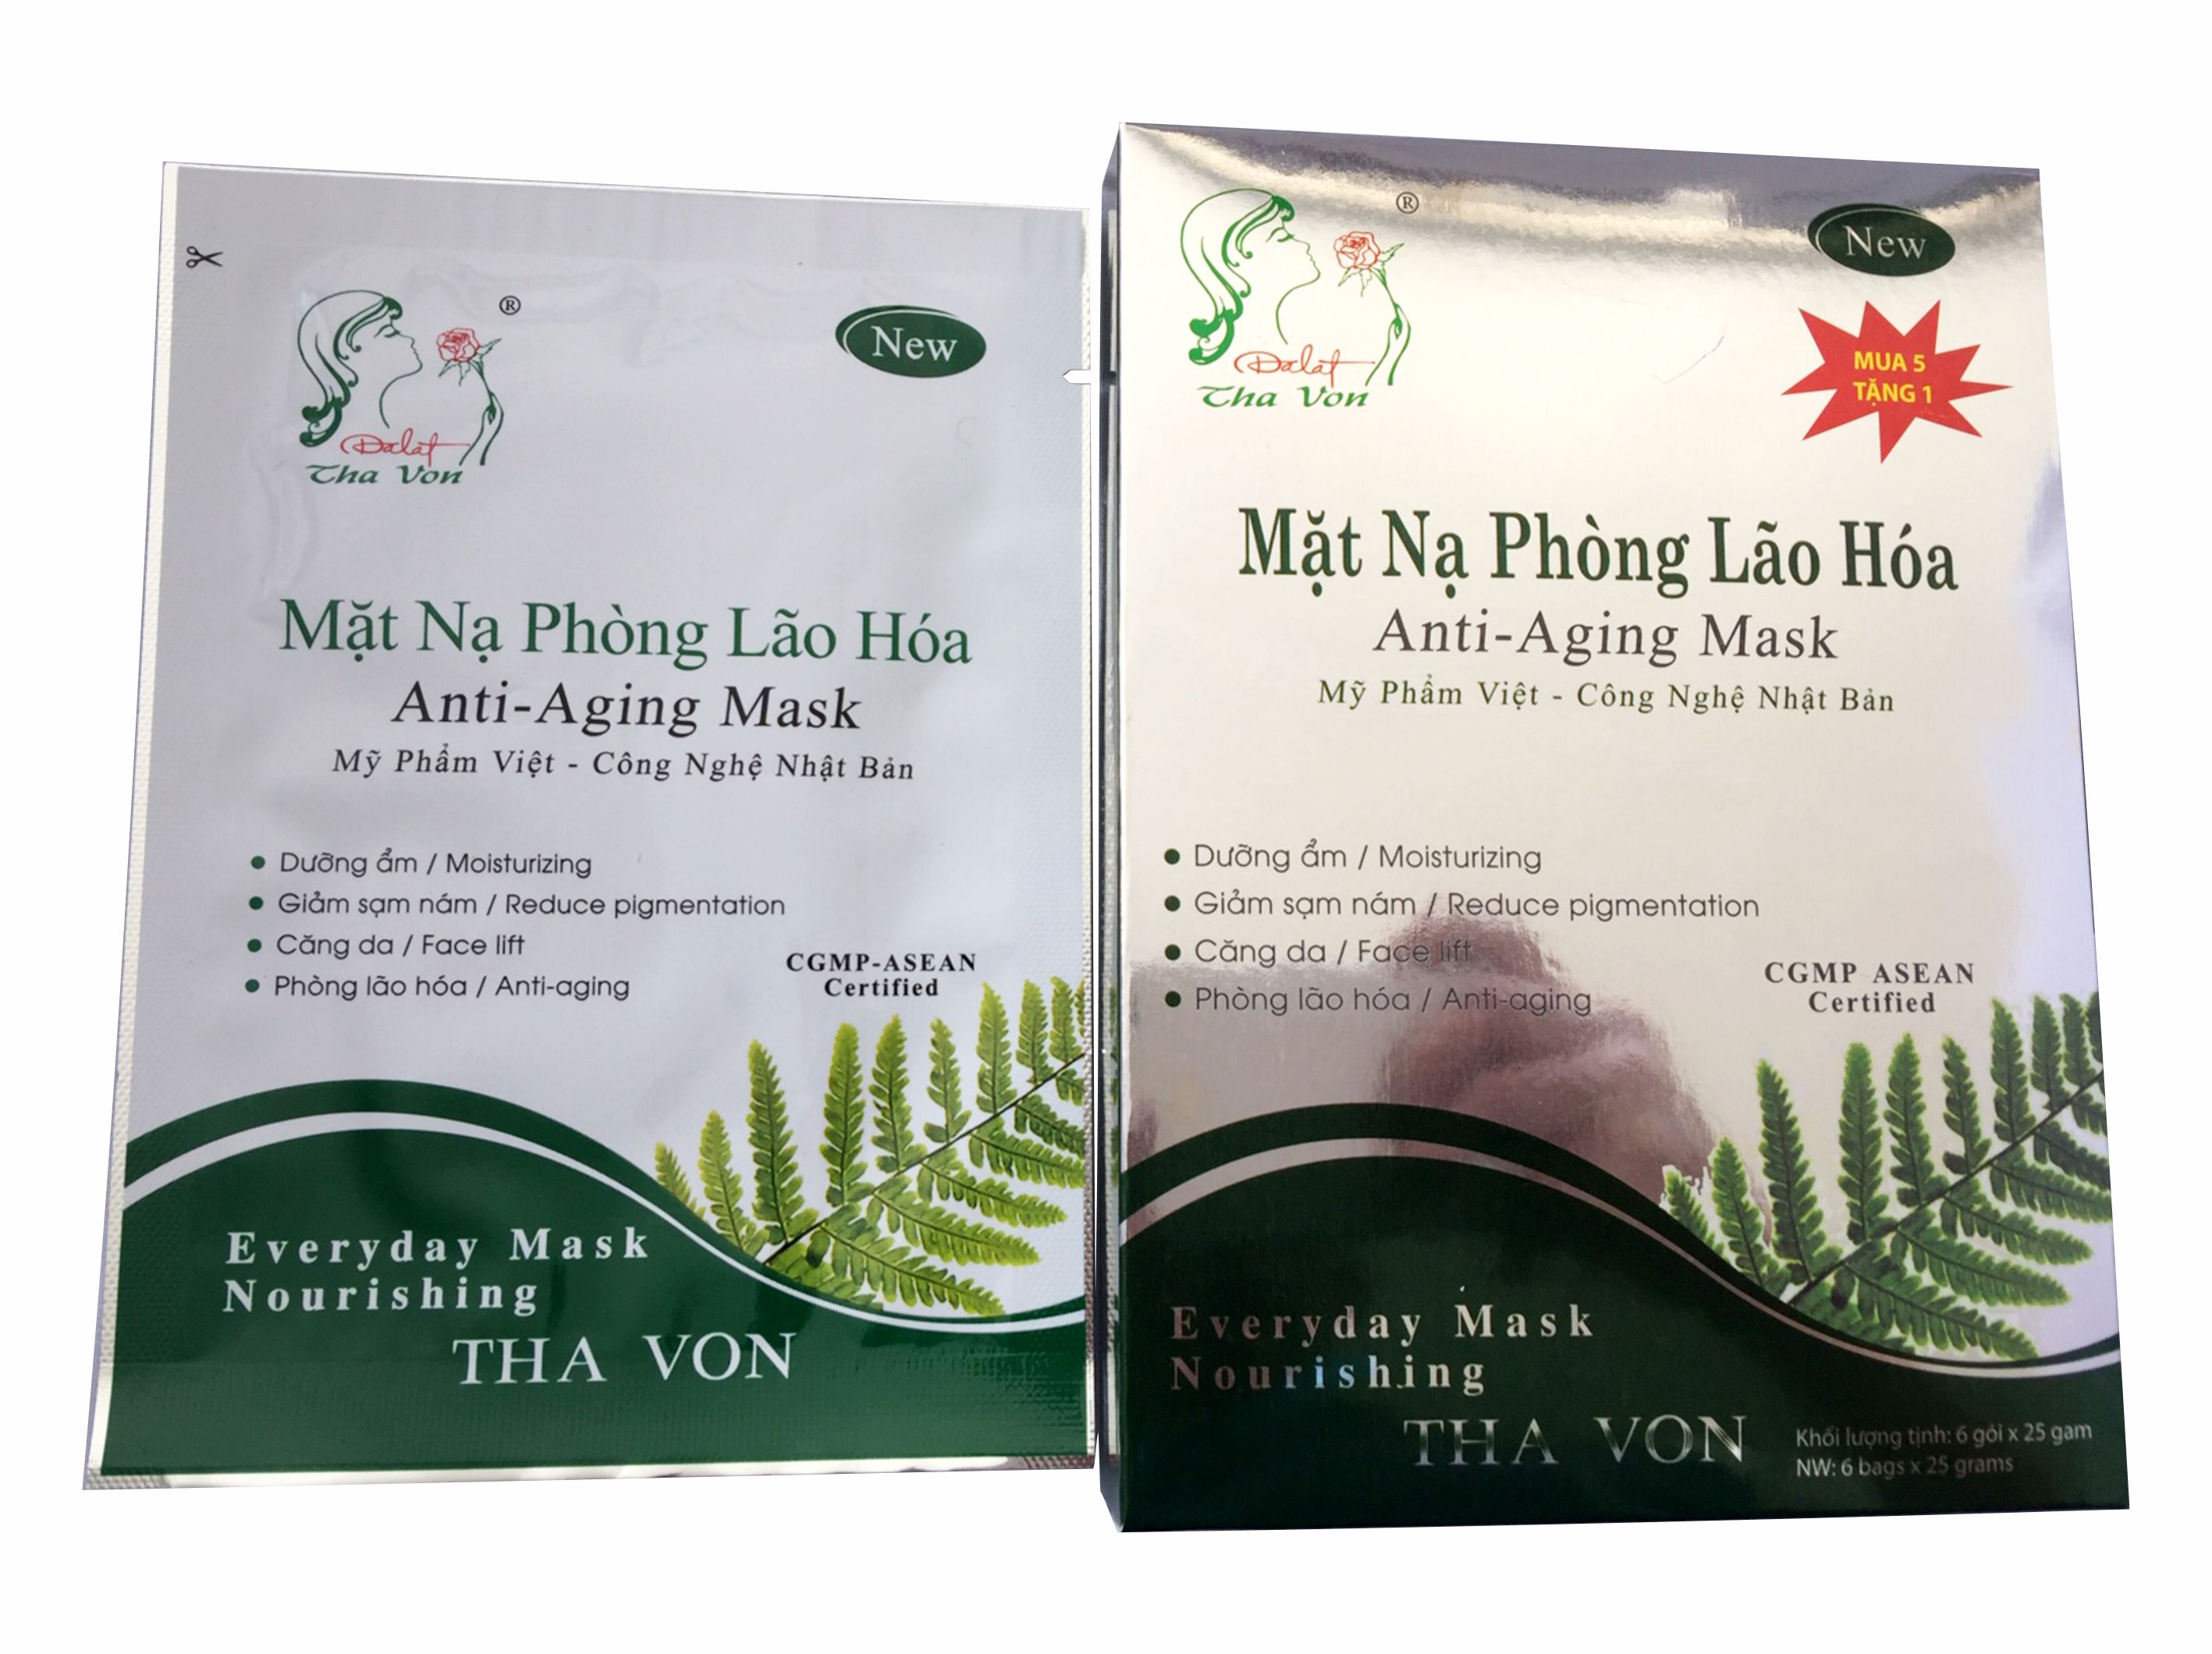 ®
New
Dalat
Tha Von
Mặt Nạ Phòng Lão Hóa
Anti-Aging Mask
Mỹ Phẩm Việt - Công Nghệ Nhật Bản
• Dưỡng ẩm / Moisturizing
• Giảm sạm nám / Reduce pigmentation
• Căng da / Face lift
• Phòng lão hóa / Anti-aging
CGMP-ASEAN
Certified
Everyday Mask
Nourishing
THA VON
®
New
MUA 5
TẶNG 1
Dalat
Tha Von
Mặt Nạ Phòng Lão Hóa
Anti-Aging Mask
Mỹ Phẩm Việt - Công Nghệ Nhật Bản
• Dưỡng ẩm / Moisturizing
• Giảm sạm nám / Reduce pigmentation
• Căng da / Face lift
• Phòng lão hóa / Anti-aging
CGMP ASEAN
Certified
Everyday Mask
Nourishing
THA VON
Khối lượng tịnh: 6 gói x 25 gam
NW: 6 bags x 25 grams